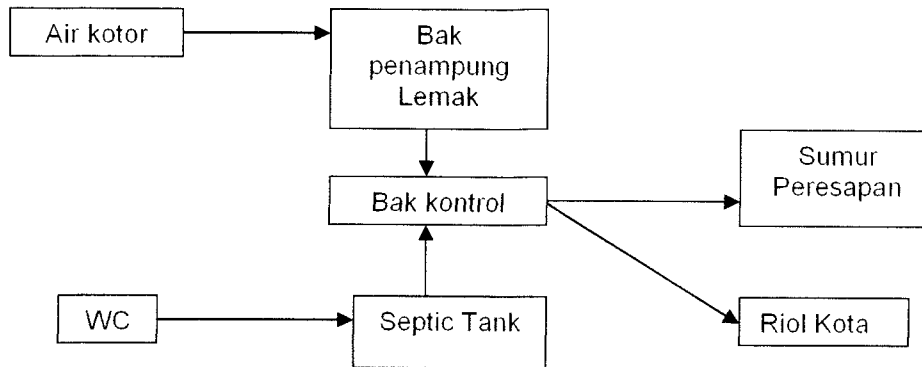 Air kotor
Bak
penampung
Lemak
Sumur
Peresapan
Bak kontrol
WC
Septic Tank
Riol Kota